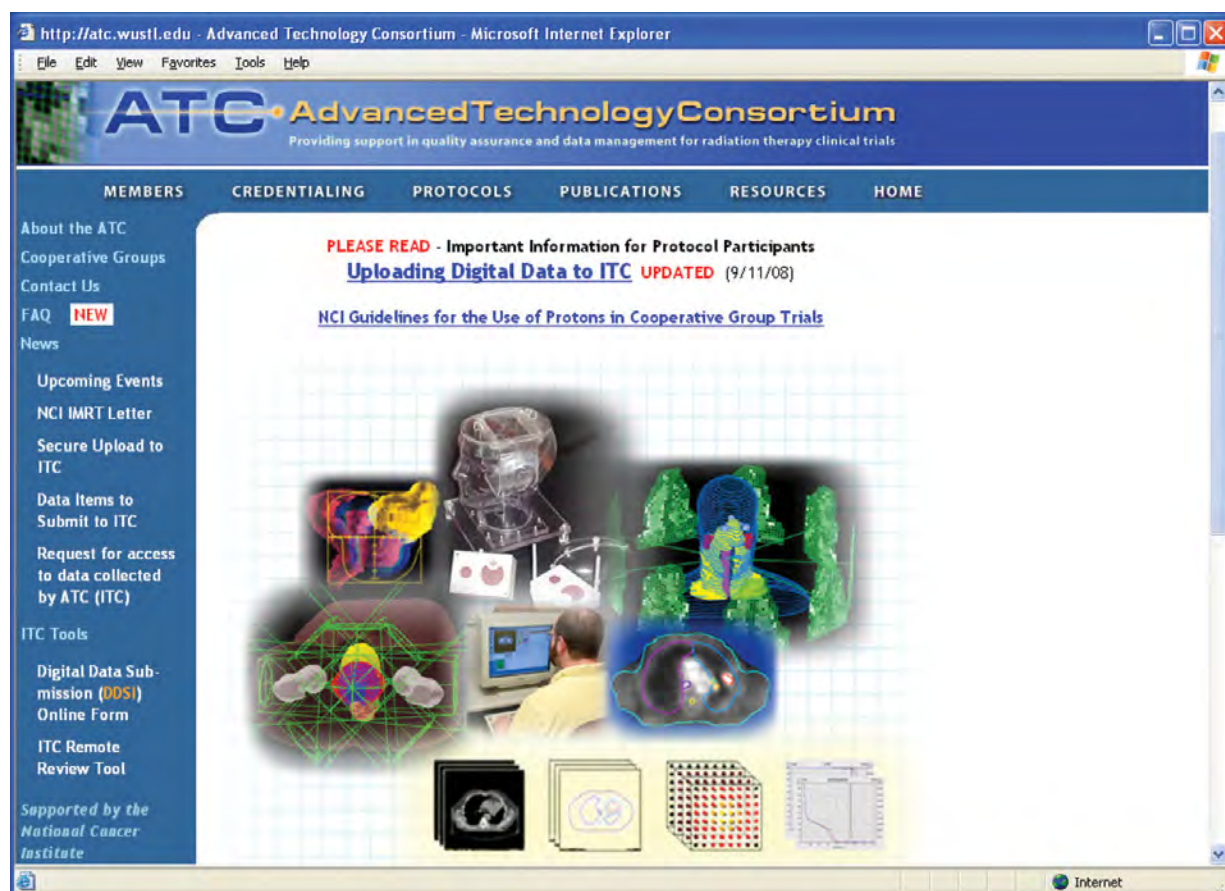 http://atc.wustl.edu - Advanced Technology Consortium - Microsoft Internet Explorer
File Edit View Favorites Tools Help
ATC AdvancedTechnologyConsortium
Providing support in quality assurance and data management for radiation therapy clinical trials
MEMBERS CREDENTIALING PROTOCOLS PUBLICATIONS RESOURCES HOME
About the ATC
Cooperative Groups
Contact Us
FAQ NEW
News
Upcoming Events
NCI IMRT Letter
Secure Upload to
ITC
Data Items to
Submit to ITC
Request for access
to data collected
by ATC (ITC)
ITC Tools
Digital Data Sub-
mission (DDSI)
Online Form
ITC Remote
Review Tool
Supported by the
National Cancer
Institute
PLEASE READ - Important Information for Protocol Participants
Uploading Digital Data to ITC UPDATED (9/11/08)
NCI Guidelines for the Use of Protons in Cooperative Group Trials
Internet